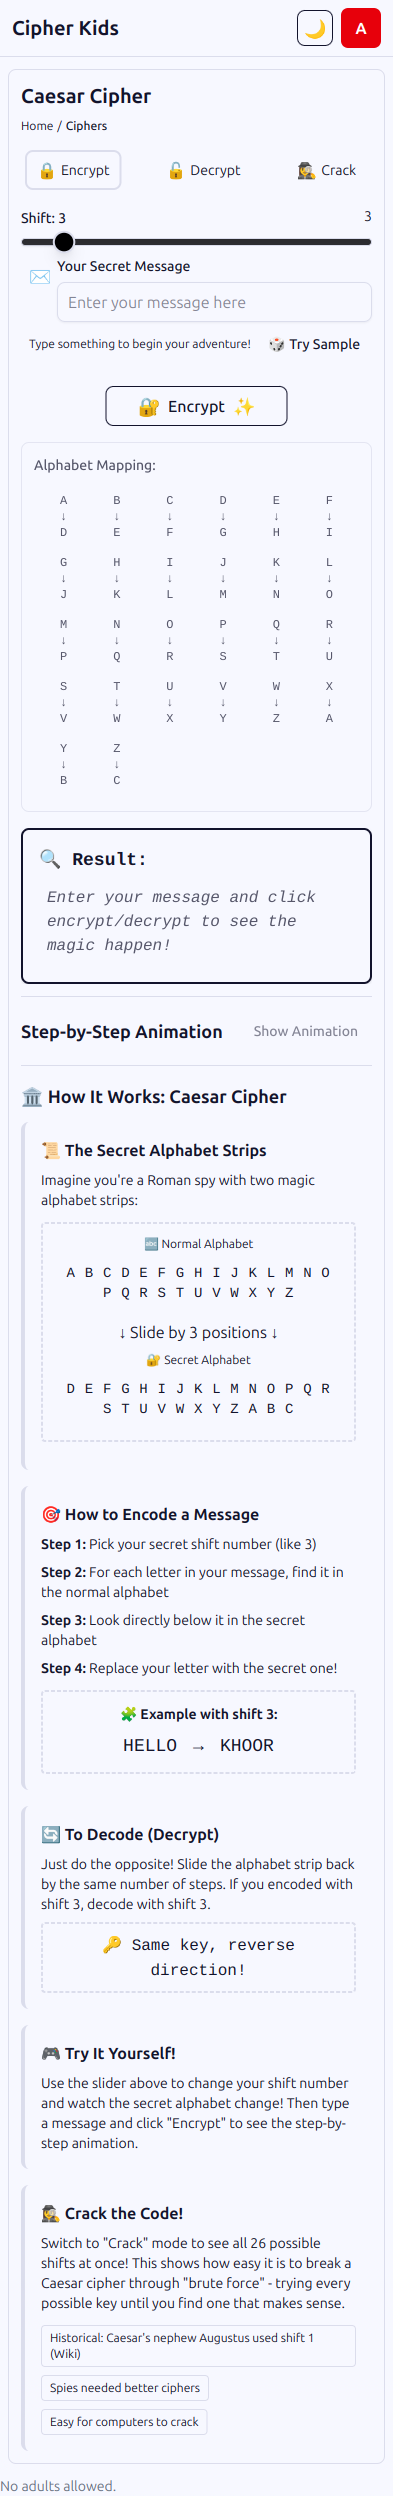 Cipher Kids
🌙
A
Caesar Cipher
Home / Ciphers
🔒 Encrypt 🔓 Decrypt 🕵️ Crack
Shift: 3 3
Your Secret Message
✉️ Enter your message here
Type something to begin your adventure! 🎲 Try Sample
🔐 Encrypt ✨
Alphabet Mapping:
A B C D E F
↓ ↓ ↓ ↓ ↓ ↓
D E F G H I
G H I J K L
↓ ↓ ↓ ↓ ↓ ↓
J K L M N O
M N O P Q R
↓ ↓ ↓ ↓ ↓ ↓
P Q R S T U
S T U V W X
↓ ↓ ↓ ↓ ↓ ↓
V W X Y Z A
Y Z
↓ ↓
B C
🔍 Result:
Enter your message and click
encrypt/decrypt to see the
magic happen!
Step-by-Step Animation Show Animation
🏛️ How It Works: Caesar Cipher
📜 The Secret Alphabet Strips
Imagine you're a Roman spy with two magic
alphabet strips:
🔤 Normal Alphabet
A B C D E F G H I J K L M N O
P Q R S T U V W X Y Z
↓ Slide by 3 positions ↓
🔐 Secret Alphabet
D E F G H I J K L M N O P Q R
S T U V W X Y Z A B C
🎯 How to Encode a Message
Step 1: Pick your secret shift number (like 3)
Step 2: For each letter in your message, find it in
the normal alphabet
Step 3: Look directly below it in the secret
alphabet
Step 4: Replace your letter with the secret one!
🧩 Example with shift 3:
HELLO → KHOOR
🔄 To Decode (Decrypt)
Just do the opposite! Slide the alphabet strip back
by the same number of steps. If you encoded with
shift 3, decode with shift 3.
🔑 Same key, reverse
direction!
🎮 Try It Yourself!
Use the slider above to change your shift number
and watch the secret alphabet change! Then type
a message and click "Encrypt" to see the step-by-
step animation.
🕵️ Crack the Code!
Switch to "Crack" mode to see all 26 possible
shifts at once! This shows how easy it is to break a
Caesar cipher through "brute force" - trying every
possible key until you find one that makes sense.
Historical: Caesar's nephew Augustus used shift 1
(Wiki)
Spies needed better ciphers
Easy for computers to crack
No adults allowed.